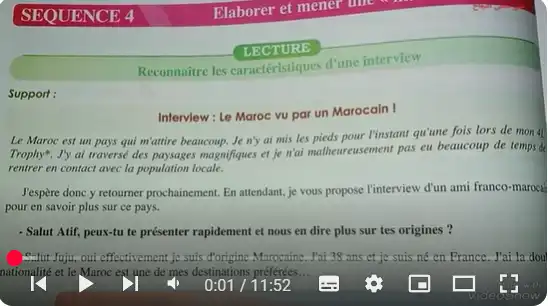 SEQUENCE 4
Elaborer et mener une «
LECTURE
Reconnaitre les caractéristiques d'une interview
Support :
Interview : Le Maroc vu par un Marocain !
Le Maroc est un pays qui m'attire beaucoup. Je n'y ai mis les pieds pour l'instant qu'une fois lors de mon 4L
Trophy*. J'y ai traversé des paysages magnifiques et je n'ai malheureusement pas eu beaucoup de temps de
rentrer en contact avec la population locale.
J'espère donc y retourner prochainement. En attendant, je vous propose l'interview d'un ami franco-maroca
pour en savoir plus sur ce pays.
- Salut Atif, peux-tu te présenter rapidement et nous en dire plus sur tes origines ?
Salut Juju, oui effectivement je suis d'origine Marocaine. J'ai 38 ans et je suis né en France. J'ai la dou
nationalité et le Maroc est une de mes destinations préférées...
0:01 / 11:52
VideoShow